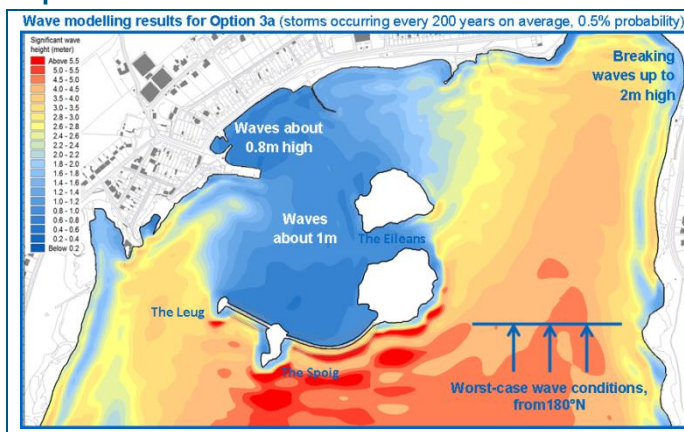 Wave modelling results for Option 3a (storms occurring every 200 years on average, 0.5% probability)
Significant wave
height (meter)
Above 5.5
5.0 - 5.5
4.5 - 5.0
4.0 - 4.5
3.5 - 4.0
3.0 - 3.5
2.8 - 3.0
2.6 - 2.8
2.4 - 2.6
2.2 - 2.4
2.0 - 2.2
1.8 - 2.0
1.6 - 1.8
1.4 - 1.6
1.2 - 1.4
1.0 - 1.2
0.8 - 1.0
0.6 - 0.8
0.4 - 0.6
0.2 - 0.4
Below 0.2
Breaking
waves up to
2m high
Waves about
0.8m high
Waves
about 1m
The Eileans
The Leug
The Spoig
Worst-case wave conditions,
from180°N